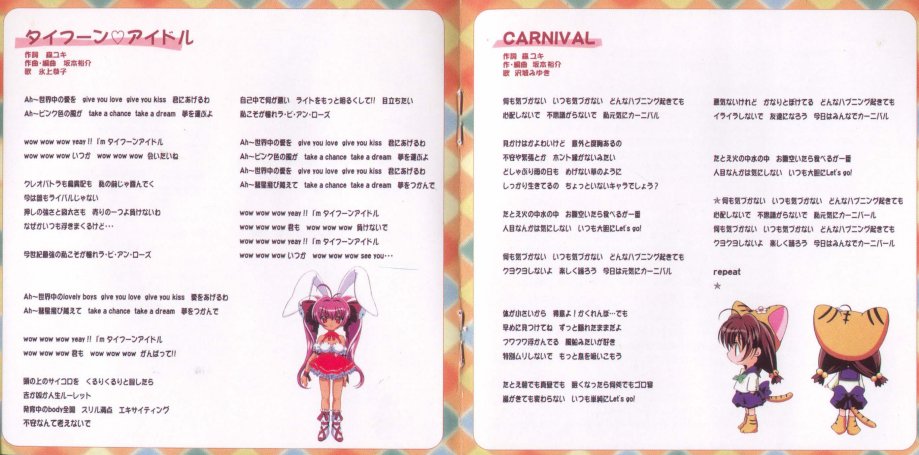 タイフーン♡アイドル
作詞 森ユキ
作曲・編曲 坂本裕介
歌 氷上恭子
Ah〜世界中の愛を give you love give you kiss 君にあげるわ
Ah〜ピンク色の風が take a chance take a dream 夢を運ぶよ
wow wow wow yeay !! I'm タイフーンアイドル
wow wow wow いつか wow wow wow 会いたいね
クレオパトラも楊貴妃も 私の前じゃ霞んでく
今は誰もライバルじゃない
押しの強さと図太さも 売りの一つよ負けないわ
なぜかいつも浮きまくるけど・・・
今世紀最強の私こそが憧れラ・ビ・アン・ローズ
Ah〜世界中のlovely boys give you love give you kiss 愛をあげるわ
Ah〜彗星飛び越えて take a chance take a dream 夢をつかんで
wow wow wow yeay !! I'm タイフーンアイドル
wow wow wow 君も wow wow wow がんばって!!
頭の上のサイコロを くるりくるりと回したら
吉か凶か人生ルーレット
発育中のbody全開 スリル満点 エキサイティング
不安なんて考えないで
自己中で何が悪い ライトをもっと明るくして!! 目立ちたい
私こそが憧れラ・ビ・アン・ローズ
Ah〜世界中の愛を give you love give you kiss 君にあげるわ
Ah〜ピンク色の風が take a chance take a dream 夢を運ぶよ
Ah〜世界中の愛を give you love give you kiss 君にあげるわ
Ah〜彗星飛び越えて take a chance take a dream 夢をつかんで
wow wow wow yeay !! I'm タイフーンアイドル
wow wow wow 君も wow wow wow 負けないで
wow wow wow yeay !! I'm タイフーンアイドル
wow wow wow いつか wow wow wow see you・・・
CARNIVAL
作詞 森ユキ
作・編曲 坂本裕介
歌 沢城みゆき
何も気づかない いつも気づかない どんなハプニング起きても
心配しないで 不思議がらないで 私元気にカーニバル
見かけはかよわいけど 意外と度胸あるの
不安や緊張とか ホント縁がないみたい
どしゃぶり雨の日も めげない草のように
しっかり生きてるの ちょっといないキャラでしょう?
たとえ火の中水の中 お腹空いたら食べるが一番
人目なんかは気にしない いつも大胆にLet's go!
何も気づかない いつも気づかない どんなハプニング起きても
クヨクヨしないよ 楽しく踊ろう 今日は元気にカーニバル
体が小さいから 得意よ!かくれんぼ・・・でも
早めに見つけてね ずっと隠れたままだよ
フワフワ浮かんでる 風船みたいが好き
特別ムリしないで もっと息を吸いこもう
たとえ朝でも真昼でも 眠くなったら何処でもゴロ寝
嵐がきても変わらない いつも単純にLet's go!
悪気ないけれど かなりとぼけてる どんなハプニング起きても
イライラしないで 友達になろう 今日はみんなでカーニバル
たとえ火の中水の中 お腹空いたら食べるが一番
人目なんかは気にしない いつも大胆にLet's go!
★何も気づかない いつも気づかない どんなハプニング起きても
心配しないで 不思議がらないで 私元気にカーニバル
何も気づかない いつも気づかない どんなハプニング起きても
クヨクヨしないよ 楽しく踊ろう 今日はみんなでカーニバール
repeat
★